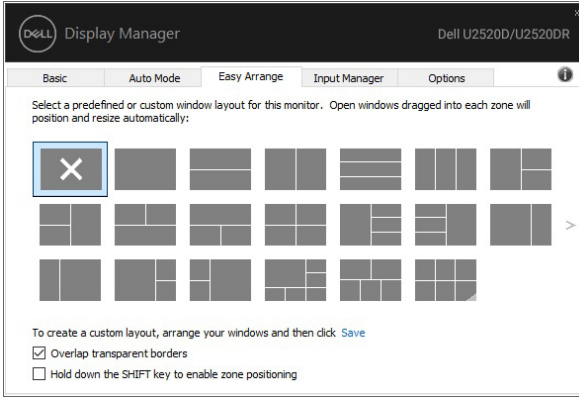 DELL Display Manager Dell U2520D/U2520DR
Basic Auto Mode Easy Arrange Input Manager Options
Select a predefined or custom window layout for this monitor. Open windows dragged into each zone will
position and resize automatically:
To create a custom layout, arrange your windows and then click Save
Overlap transparent borders
Hold down the SHIFT key to enable zone positioning